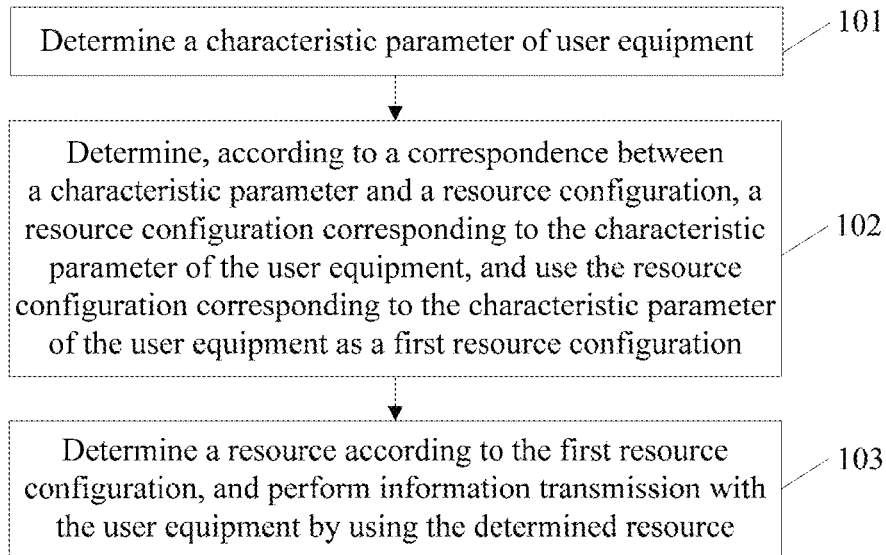 Determine a characteristic parameter of user equipment
101
Determine, according to a correspondence between
a characteristic parameter and a resource configuration, a
resource configuration corresponding to the characteristic
parameter of the user equipment, and use the resource
configuration corresponding to the characteristic parameter
of the user equipment as a first resource configuration
102
Determine a resource according to the first resource
configuration, and perform information transmission with
the user equipment by using the determined resource
103